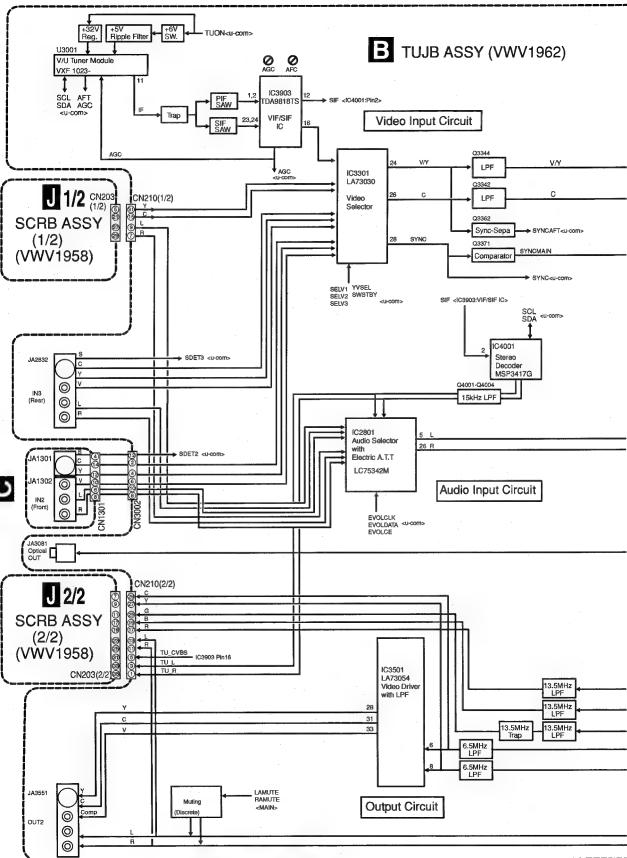 +32V Reg.
+5V Ripple Filter
+6V SW.
TUON<u-com>
U3001
V/U Tuner Module
VXF 1023-
11
SCL AFT
SDA AGC
<u-com>
IF
Trap
PIF SAW
SIF SAW
1,2
23,24
AGC
AFC
IC3903
TDA9818TS
VIF/SIF
IC
12
SIF <IC4001:Pin2>
16
AGC
AGC
<u-com>
B TUJB ASSY (VWV1962)
Video Input Circuit
J 1/2
SCRB ASSY
(1/2)
(VWV1958)
CN203
(1/2)
CN210(1/2)
Y
C
L
R
IC3301
LA73030
Video
Selector
24
V/Y
26
C
28
SYNC
Q3344
LPF
V/Y
Q3342
LPF
C
Q3362
Sync-Sepa
SYNCAFT<u-com>
Q3371
Comparator
SYNCMAIN
SYNC<u-com>
SELV1 YVSEL
SELV2 SWSTBY
SELV3
<u-com>
SIF <IC3903:VIF/SIF IC>
SCL
SDA <u-com>
2
IC4001
Stereo
Decoder
MSP3417G
Q4001-Q4004
15kHz LPF
JA2832
IN3
(Rear)
S
C
Y
V
L
R
SDET3 <u-com>
JA1301
JA1302
IN2
(Front)
S
C
Y
V
L
R
CN1301
CN3002
SDET2 <u-com>
IC2801
Audio Selector
with
Electric A.T.T
LC75342M
5 L
26 R
Audio Input Circuit
EVOLCLK
EVOLDATA <u-com>
EVOLCE
C
JA3081
Optical
OUT
J 2/2
SCRB ASSY
(2/2)
(VWV1958)
CN203(2/2)
CN210(2/2)
C
Y
G
B
R
L
R
TU_CVBS
IC3903 Pin16
TU_L
TU_R
IC3501
LA73054
Video Driver
with LPF
28
31
33
6
8
Y
C
V
13.5MHz LPF
13.5MHz LPF
13.5MHz Trap
13.5MHz LPF
6.5MHz LPF
6.5MHz LPF
JA3551
OUT2
Y
C
Comp
L
R
Muting
(Discrete)
LAMUTE
RAMUTE
<MAIN>
Output Circuit